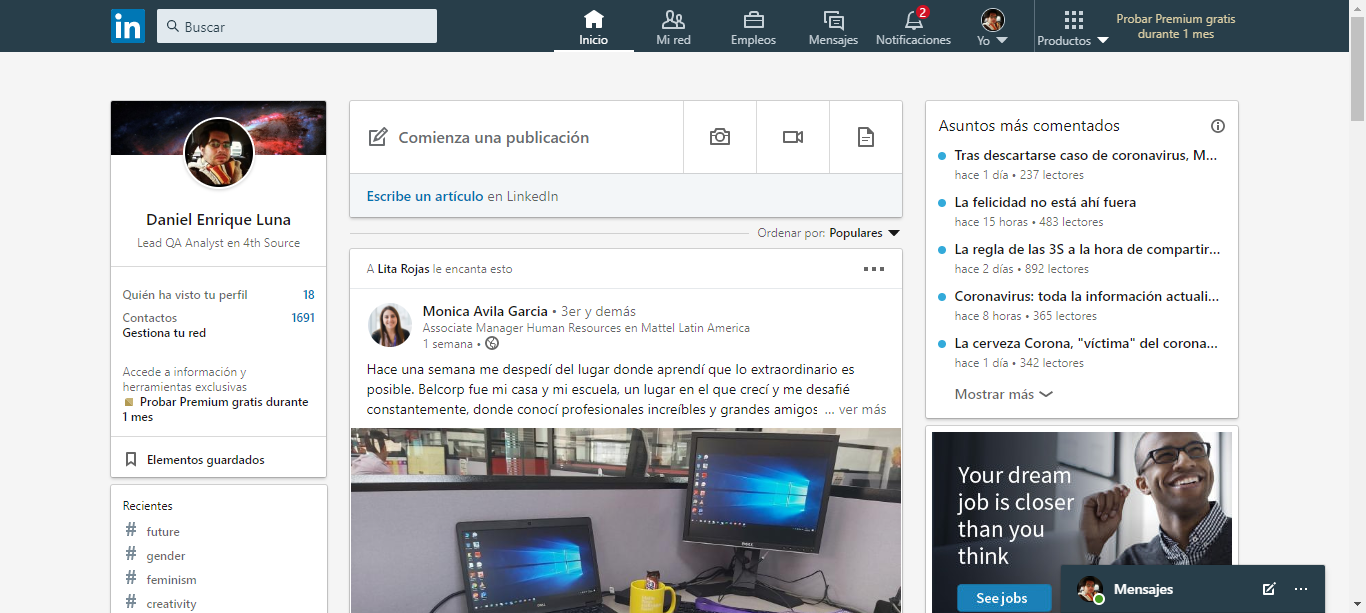 in
Buscar
Inicio
Mi red
Empleos
Mensajes
2
Notificaciones
Yo
Productos
Probar Premium gratis
durante 1 mes
Daniel Enrique Luna
Lead QA Analyst en 4th Source
Quién ha visto tu perfil 18
Contactos 1691
Gestiona tu red
Accede a información y
herramientas exclusivas
Probar Premium gratis durante
1 mes
Elementos guardados
Recientes
# future
# gender
# feminism
# creativity
Comienza una publicación
Escribe un artículo en LinkedIn
Ordenar por: Populares
A Lita Rojas le encanta esto
Monica Avila Garcia • 3er y demás
Associate Manager Human Resources en Mattel Latin America
1 semana •
Hace una semana me despedí del lugar donde aprendí que lo extraordinario es
posible. Belcorp fue mi casa y mi escuela, un lugar en el que crecí y me desafié
constantemente, donde conocí profesionales increíbles y grandes amigos ... ver más
DELL
Asuntos más comentados
Tras descartarse caso de coronavirus, M...
hace 1 día • 237 lectores
La felicidad no está ahí fuera
hace 15 horas • 483 lectores
La regla de las 3S a la hora de compartir...
hace 2 días • 892 lectores
Coronavirus: toda la información actuali...
hace 8 horas • 365 lectores
La cerveza Corona, "víctima" del corona...
hace 1 día • 342 lectores
Mostrar más
Your dream
job is closer
than you
think
See jobs
Mensajes